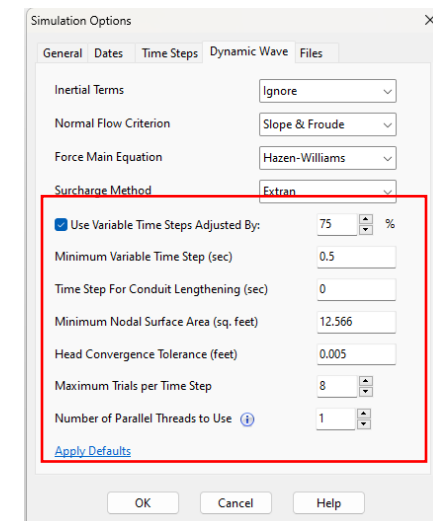 Simulation Options
General Dates Time Steps Dynamic Wave Files
Inertial Terms Ignore
Normal Flow Criterion Slope & Froude
Force Main Equation Hazen-Williams
Surcharge Method Extran
Use Variable Time Steps Adjusted By: 75 %
Minimum Variable Time Step (sec) 0.5
Time Step For Conduit Lengthening (sec) 0
Minimum Nodal Surface Area (sq. feet) 12.566
Head Convergence Tolerance (feet) 0.005
Maximum Trials per Time Step 8
Number of Parallel Threads to Use 1
Apply Defaults
OK Cancel Help